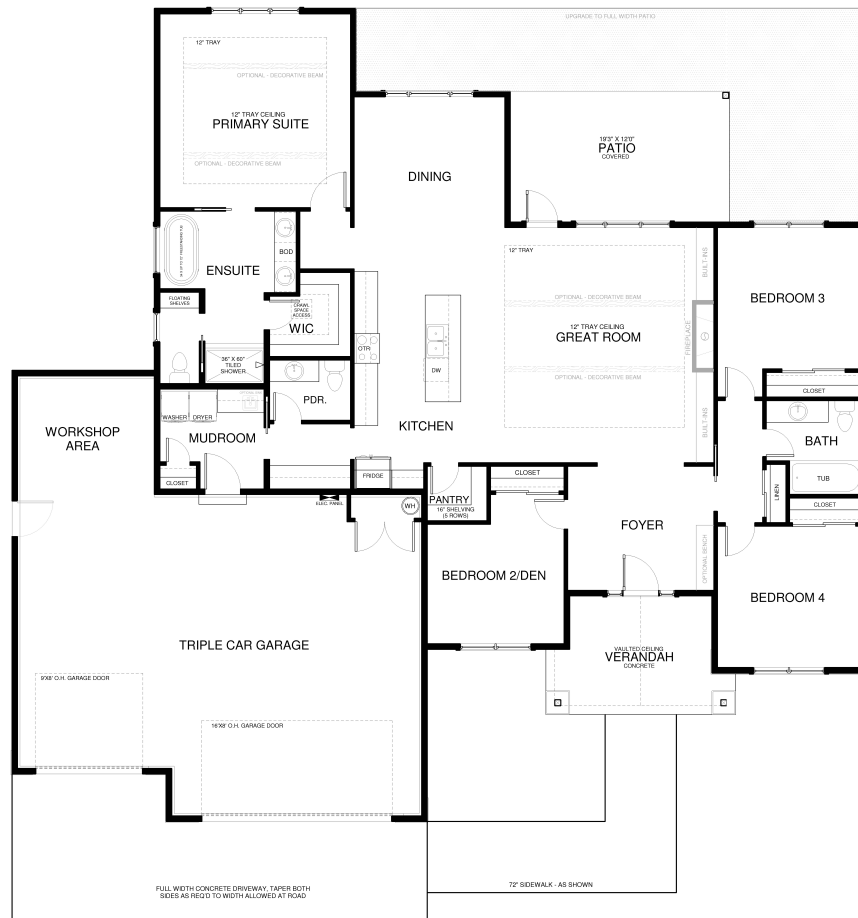 UPGRADE TO FULL WIDTH PATIO
12" TRAY
OPTIONAL - DECORATIVE BEAM
12" TRAY CEILING
PRIMARY SUITE
OPTIONAL - DECORATIVE BEAM
19'3" X 12'0"
PATIO
COVERED
DINING
BOD
ENSUITE
FLOATING
SHELVES
CRAWL
SPACE
ACCESS
WIC
36" X 60"
TILED
SHOWER
OTR
DW
12" TRAY
OPTIONAL - DECORATIVE BEAM
12" TRAY CEILING
GREAT ROOM
OPTIONAL - DECORATIVE BEAM
BUILT-INS
FIREPLACE
BUILT-INS
BEDROOM 3
CLOSET
PDR.
WASHER
DRYER
MUDROOM
CLOSET
KITCHEN
FRIDGE
WORKSHOP
AREA
BATH
TUB
LINEN
CLOSET
CLOSET
PANTRY
16" SHELVING
(5 ROWS)
ELEC. PANEL
WH
FOYER
OPTIONAL BENCH
BEDROOM 2/DEN
BEDROOM 4
TRIPLE CAR GARAGE
VAULTED CEILING
VERANDAH
CONCRETE
9'X8' O.H. GARAGE DOOR
16'X8' O.H. GARAGE DOOR
FULL WIDTH CONCRETE DRIVEWAY, TAPER BOTH
SIDES AS REQ'D TO WIDTH ALLOWED AT ROAD
72" SIDEWALK - AS SHOWN